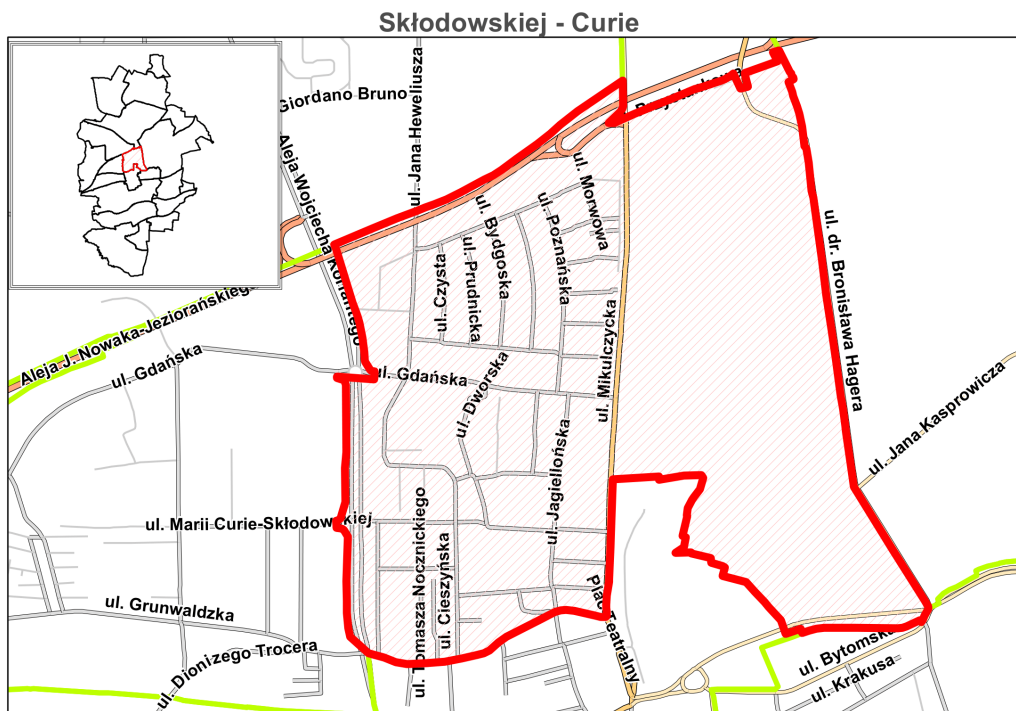 Skłodowskiej - Curie
Giordano Bruno
ul. Jana Heweliusza
Aleja Wojciecha Korfantego
ul. Morwowa
ul. Poznańska
ul. Bydgoska
ul. Prudnicka
ul. Czysta
ul. dr. Bronisława Hagera
Aleja J. Nowaka-Jeziorańskiego
ul. Gdańska
ul. Gdańska
ul. Dworska
ul. Mikulczycka
ul. Jana Kasprowicza
ul. Jagiellońska
ul. Marii Curie-Skłodowskiej
ul. Tomasza Nocznickiego
ul. Cieszyńska
ul. Grunwaldzka
Plac Teatralny
ul. Dionizego Trocera
ul. Bytomska
ul. Krakusa